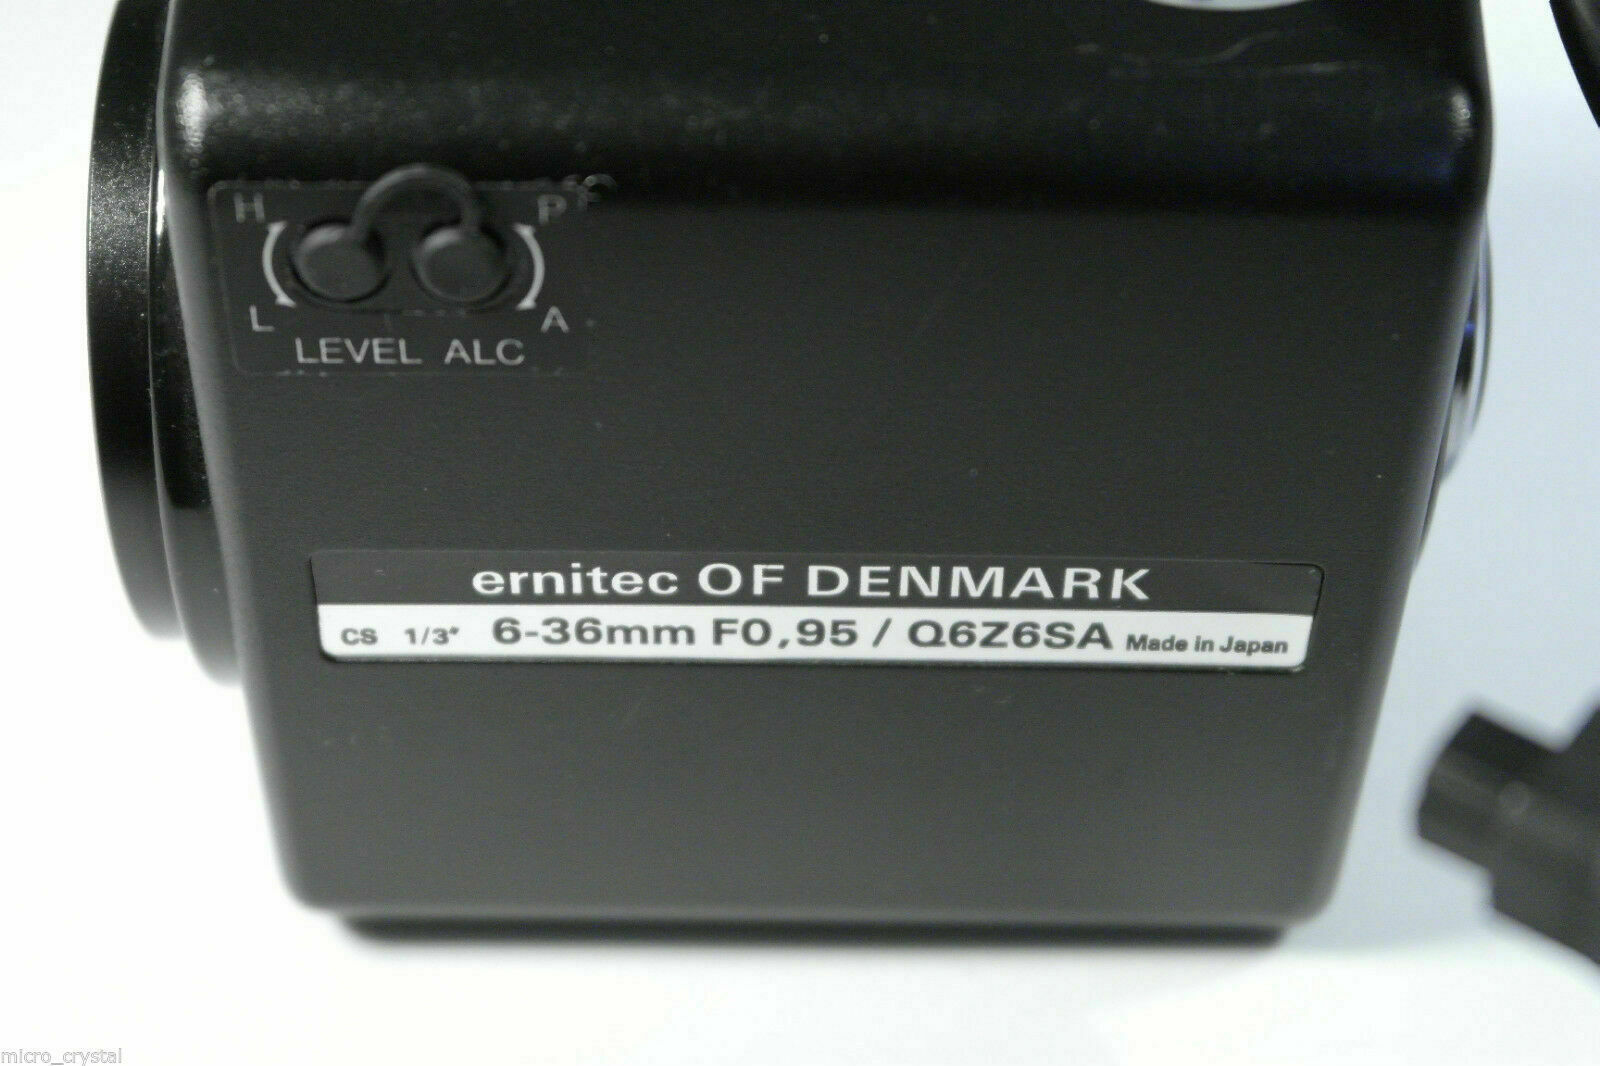 H P
L A
LEVEL ALC
ernitec OF DENMARK
CS 1/3" 6-36mm F0,95 / Q6Z6SA Made in Japan
micro_crystal